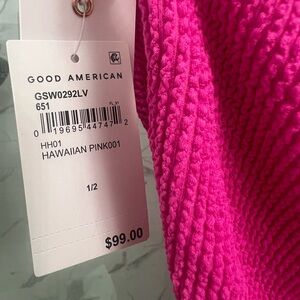 GOOD AMERICAN
GSW0292LV
651
0 19695 44747 2
HH01
HAWAIIAN PINK001
1/2
$99.00